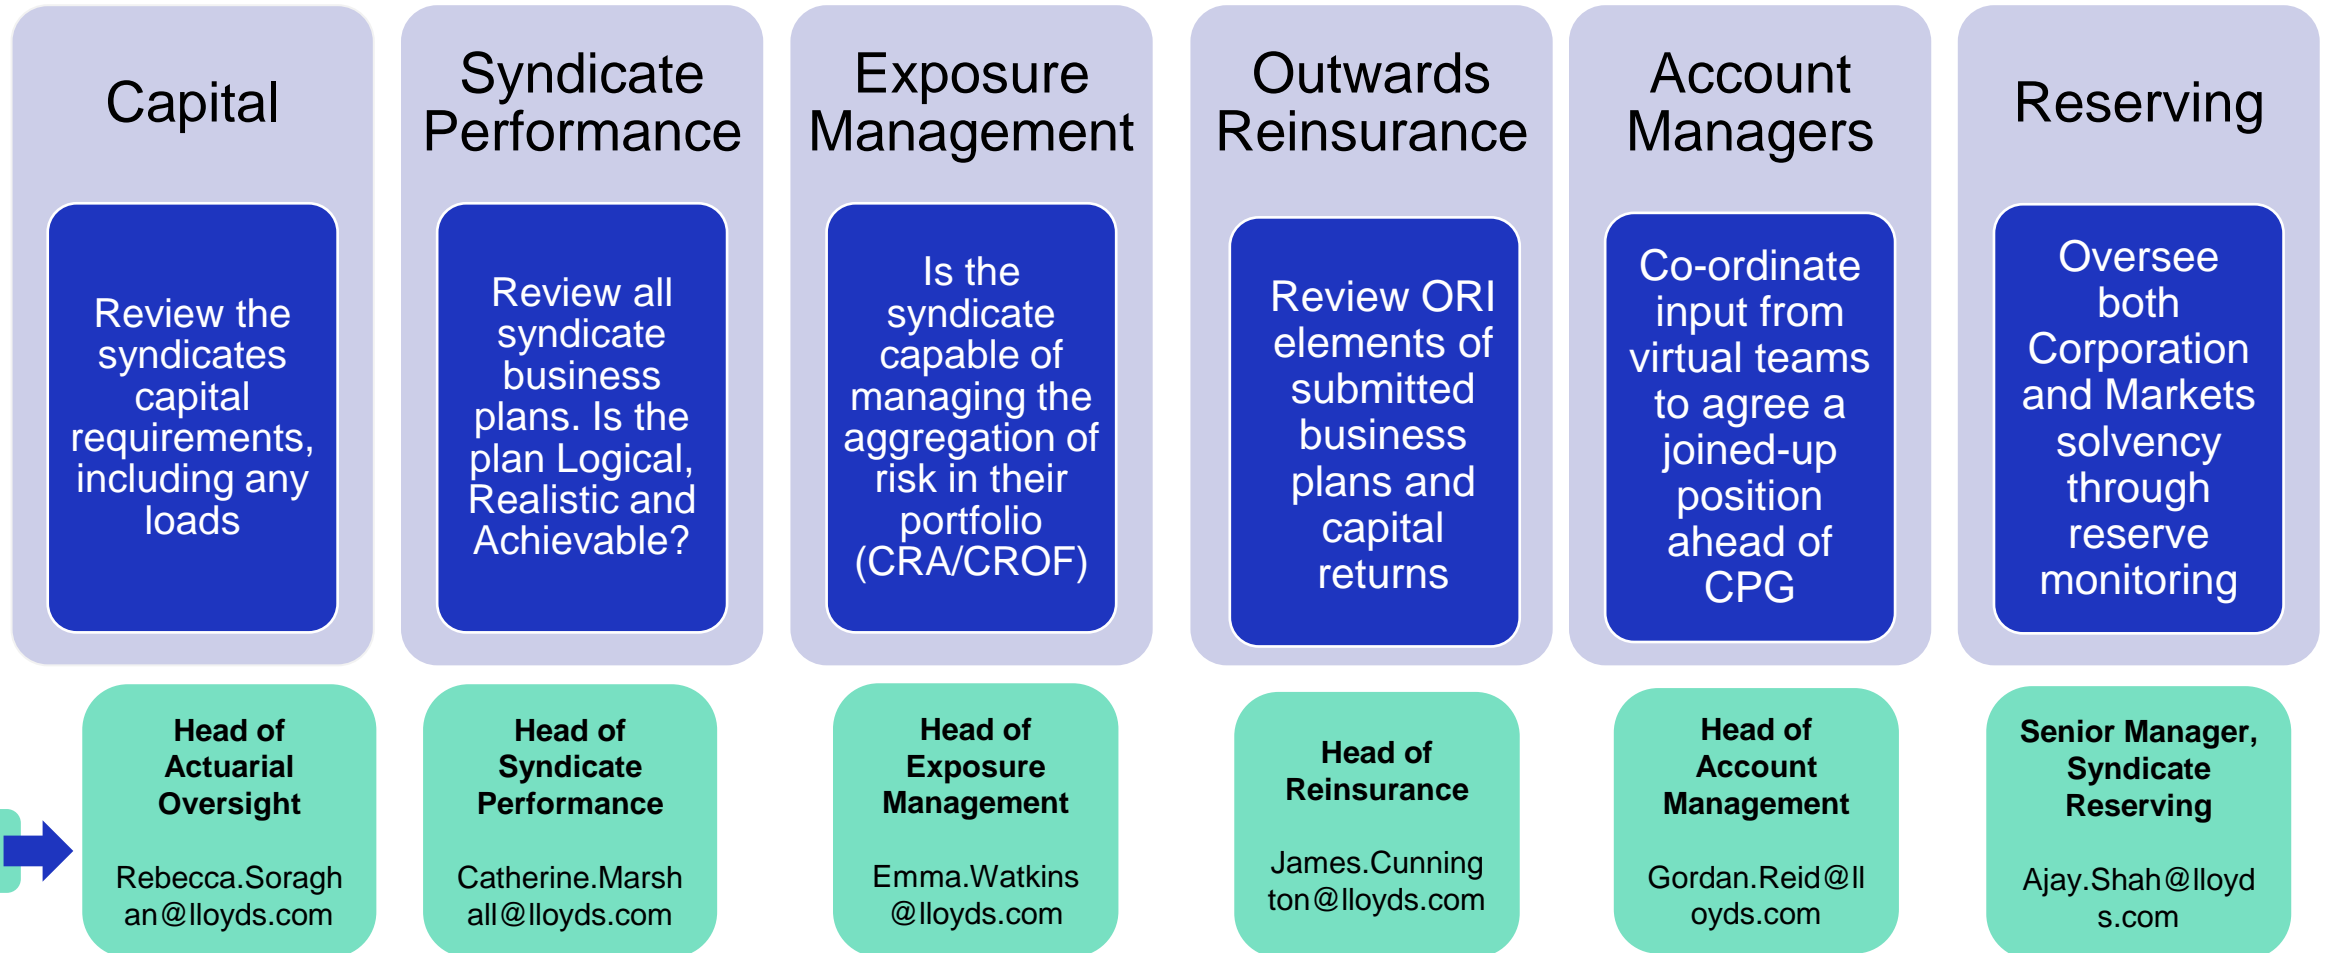 Capital
Review the
syndicates
capital
requirements,
including any
loads
Head of
Actuarial
Oversight
Rebecca.Soragh
an@lloyds.com
Syndicate
Performance
Review all
syndicate
business
plans. Is the
plan Logical,
Realistic and
Achievable?
Head of
Syndicate
Performance
Catherine.Marsh
all@lloyds.com
Exposure
Management
Is the
syndicate
capable of
managing the
aggregation of
risk in their
portfolio
(CRA/CROF)
Head of
Exposure
Management
Emma.Watkins
@lloyds.com
Outwards
Reinsurance
Review ORI
elements of
submitted
business
plans and
capital
returns
Head of
Reinsurance
James.Cunning
ton@lloyds.com
Account
Managers
Co-ordinate
input from
virtual teams
to agree a
joined-up
position
ahead of
CPG
Head of
Account
Management
Gordan.Reid@ll
oyds.com
Reserving
Oversee
both
Corporation
and Markets
solvency
through
reserve
monitoring
Senior Manager,
Syndicate
Reserving
Ajay.Shah@lloyd
s.com